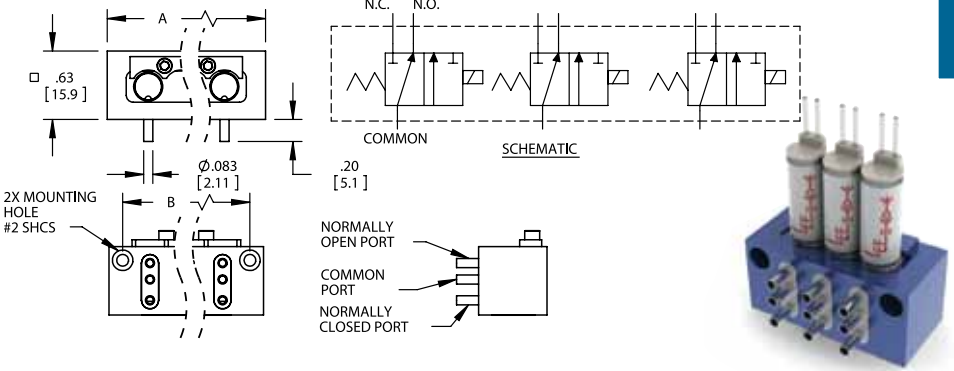 A
.63
[15.9]
Ø.083
[2.11]
.20
[5.1]
N.C. N.O.
COMMON
SCHEMATIC
2X MOUNTING
HOLE
#2 SHCS
B
NORMALLY
OPEN PORT
COMMON
PORT
NORMALLY
CLOSED PORT